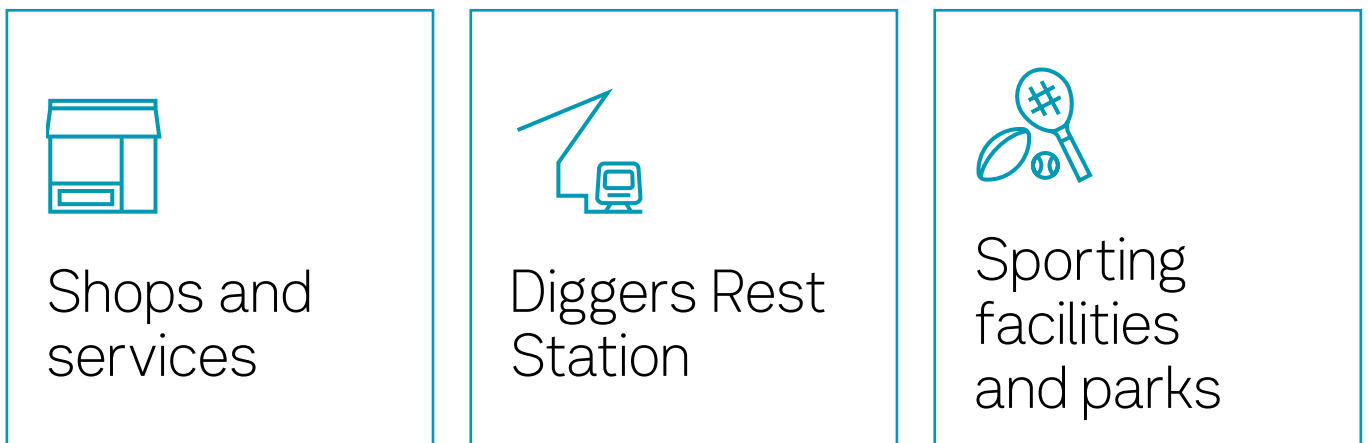 Shops and
services
Diggers Rest
Station
Sporting
facilities
and parks